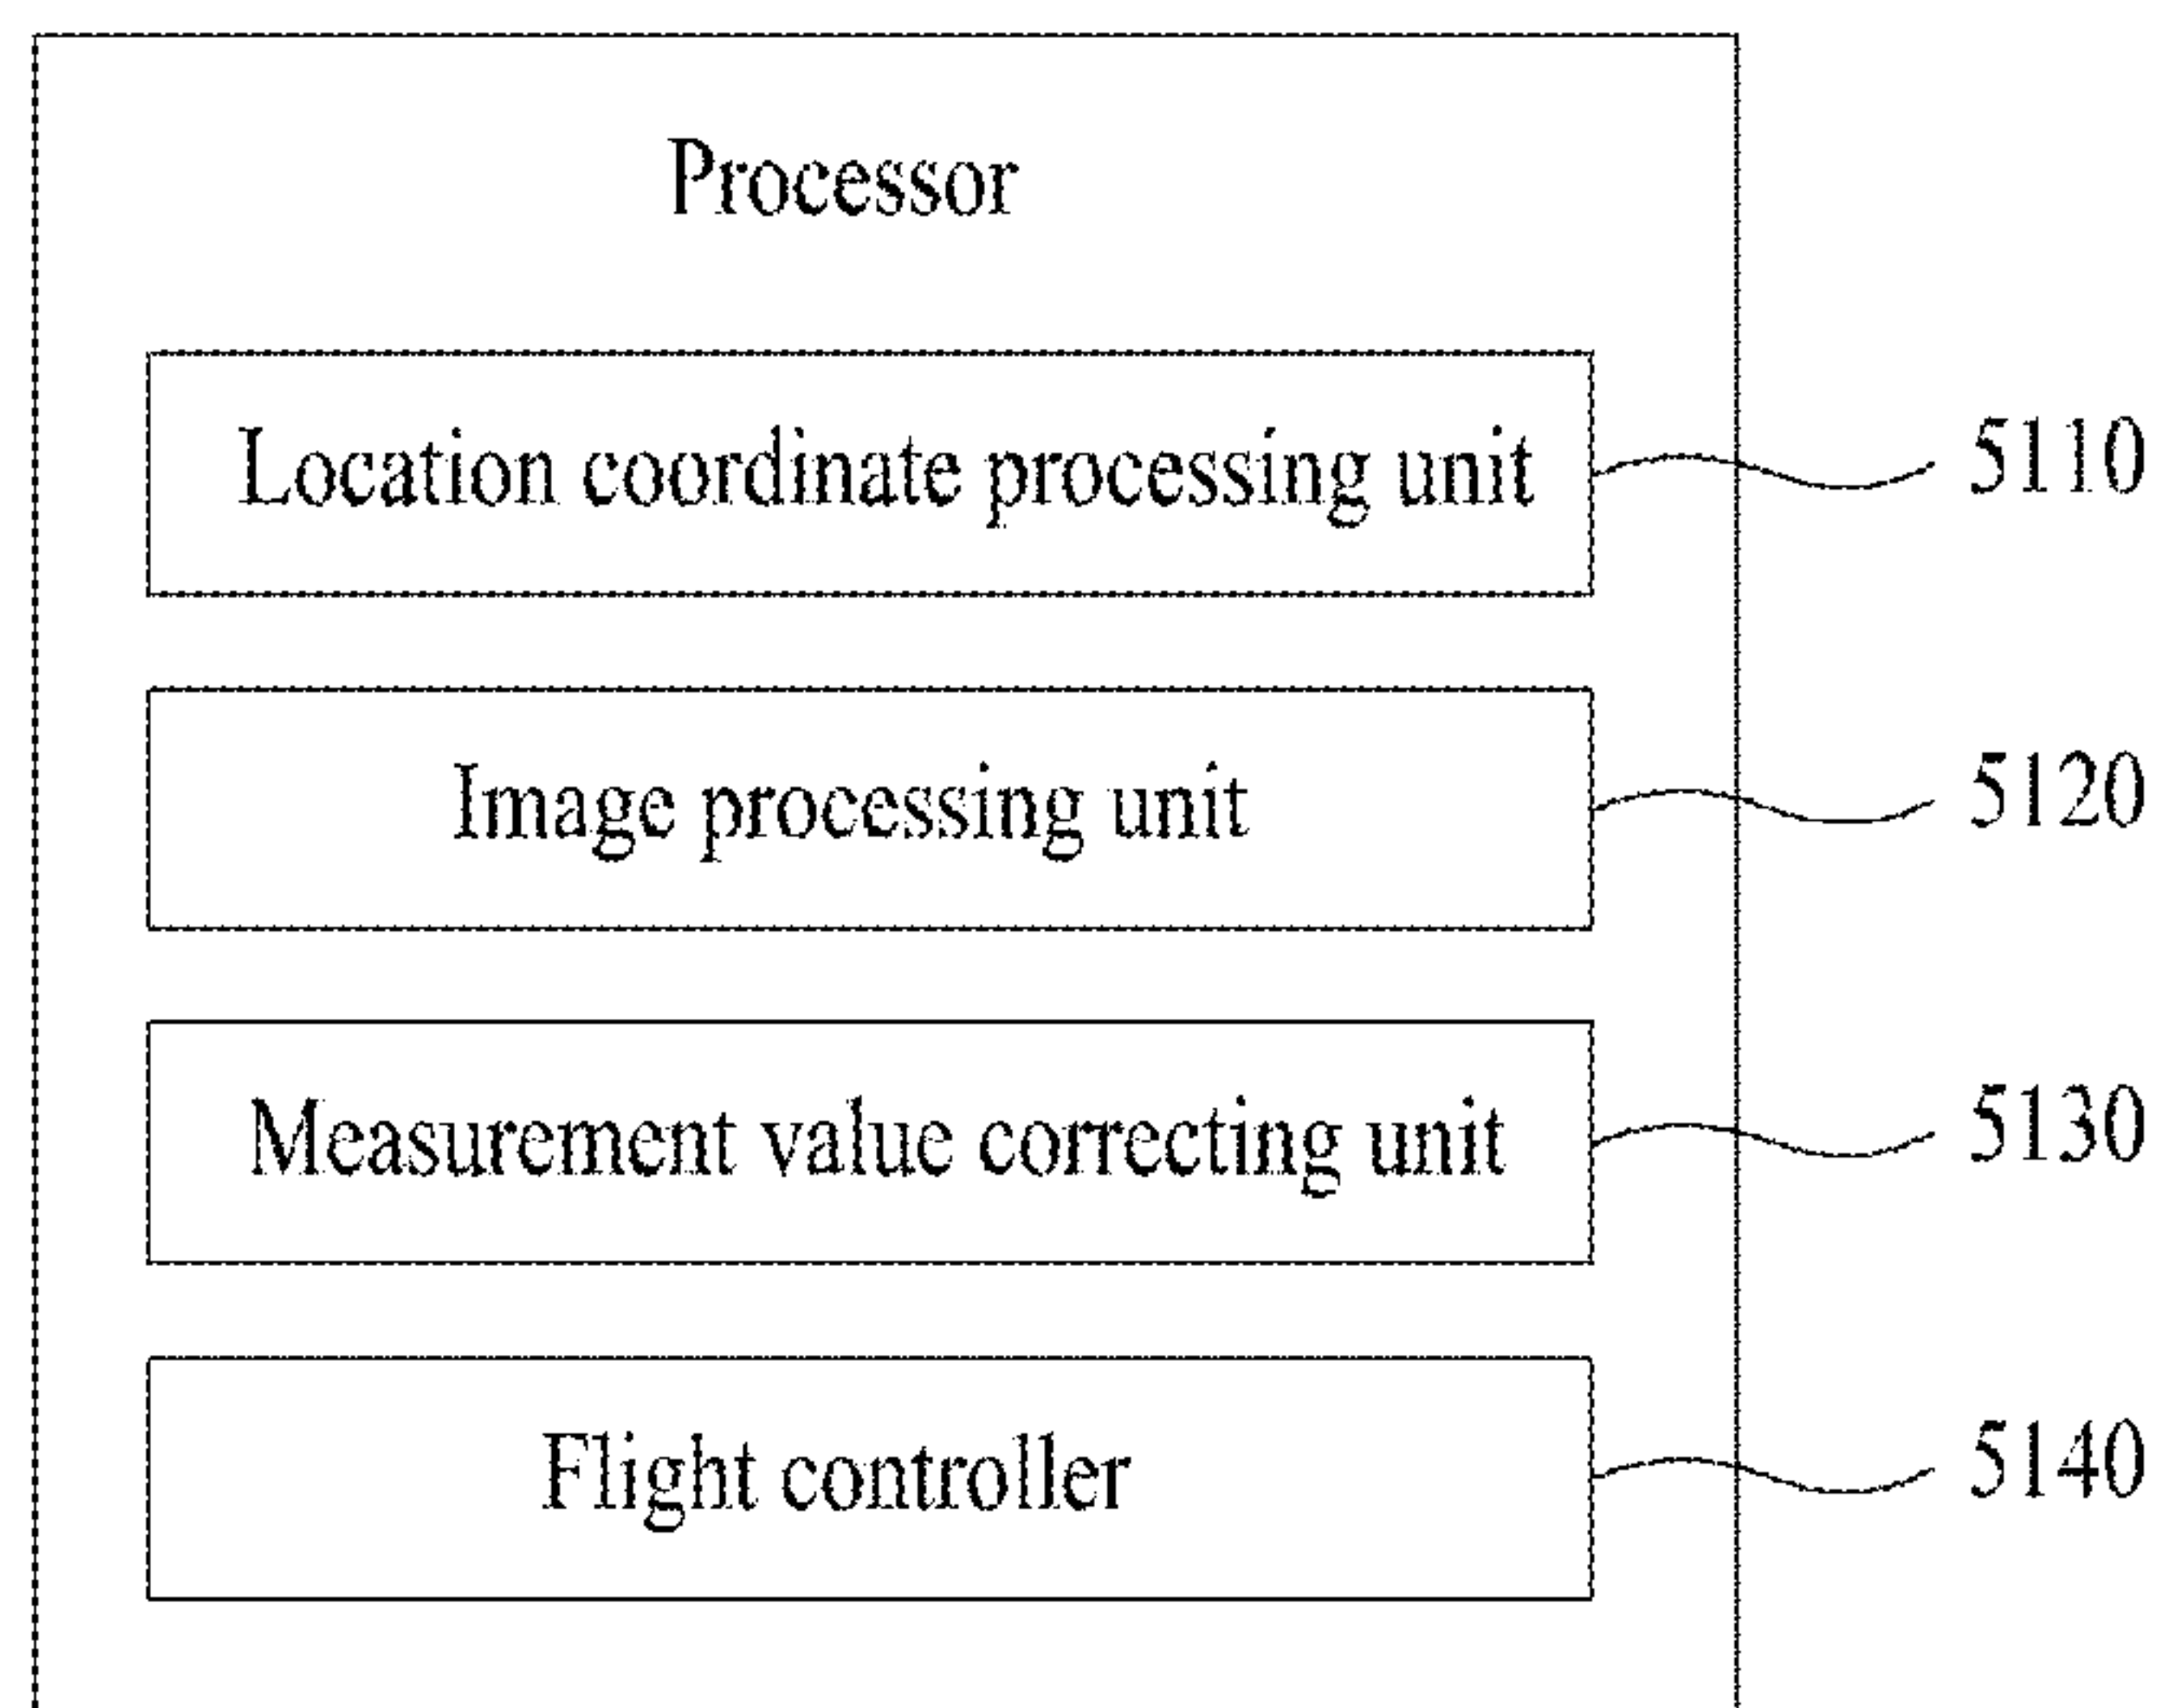 Processor
Location coordinate processing unit 5110
Image processing unit 5120
Measurement value correcting unit 5130
Flight controller 5140